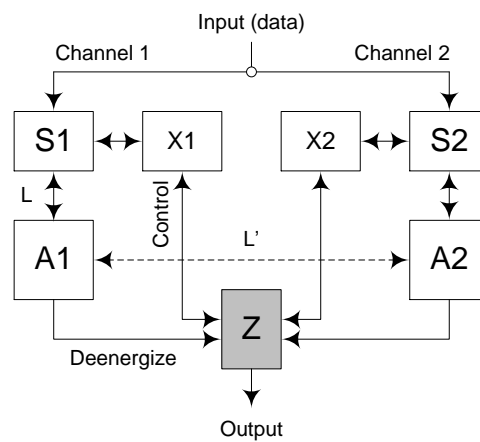 Input (data)
Channel 1
Channel 2
S1
X1
X2
S2
L
Control
L’
A1
A2
Z
Deenergize
Output